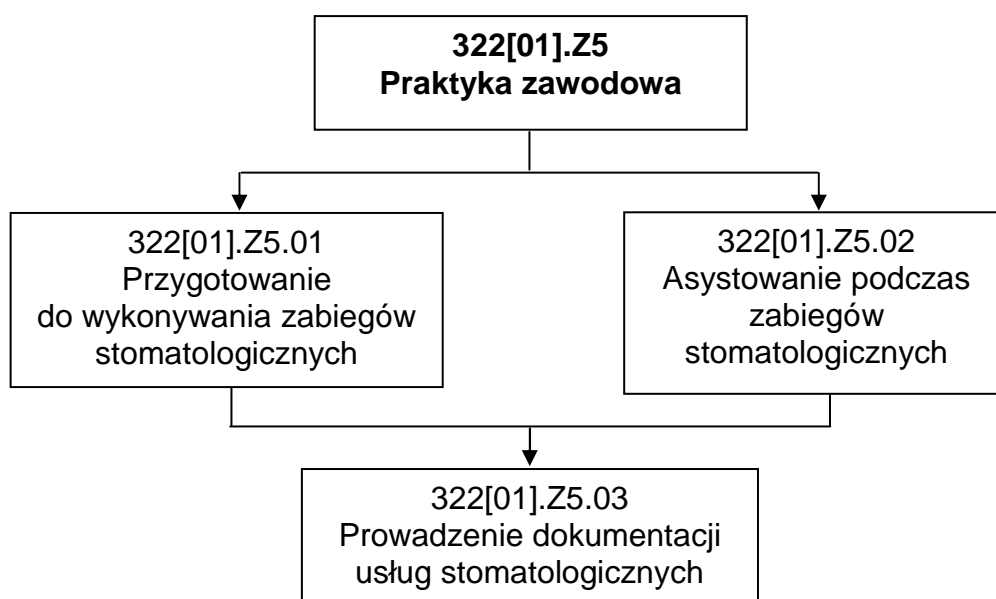 322[01].Z5
Praktyka zawodowa
322[01].Z5.01
Przygotowanie
do wykonywania zabiegów
stomatologicznych
322[01].Z5.02
Asystowanie podczas
zabiegów
stomatologicznych
322[01].Z5.03
Prowadzenie dokumentacji
usług stomatologicznych